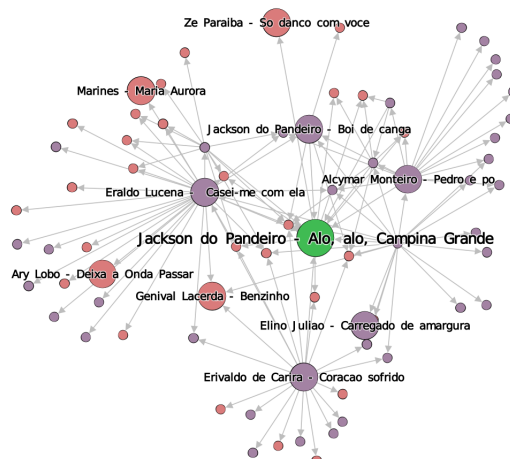 Ze Paraiba - So danco com voce
Marines - Maria Aurora
Jackson do Pandeiro - Boi de canga
Alcymar Monteiro - Pedro e po
Eraldo Lucena - Casei-me com ela
Jackson do Pandeiro - Alo, alo, Campina Grande
Ary Lobo - Deixa a Onda Passar
Genival Lacerda - Benzinho
Elino Juliao - Carregado de amargura
Erivaldo de Carira - Coracao sofrido